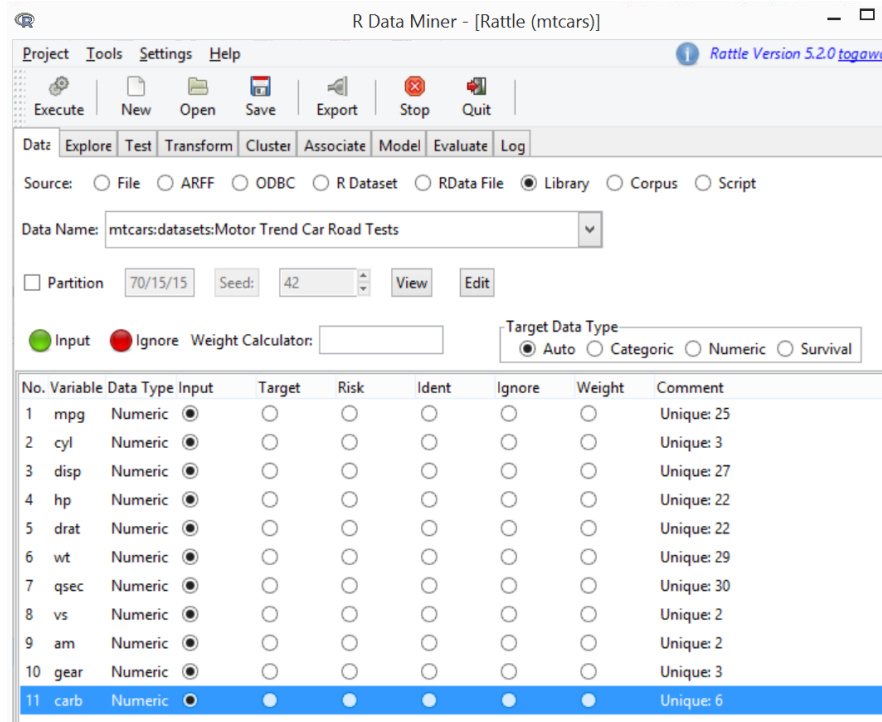 R Data Miner - [Rattle (mtcars)]
Project Tools Settings Help Rattle Version 5.2.0 togawa
Execute New Open Save Export Stop Quit
Data Explore Test Transform Cluster Associate Model Evaluate Log
Source: File ARFF ODBC R Dataset RData File Library Corpus Script
Data Name: mtcars:datasets:Motor Trend Car Road Tests
Partition 70/15/15 Seed: 42 View Edit
Input Ignore Weight Calculator:
Target Data Type
Auto Categoric Numeric Survival
No. Variable Data Type Input Target Risk Ident Ignore Weight Comment
1 mpg Numeric Unique: 25
2 cyl Numeric Unique: 3
3 disp Numeric Unique: 27
4 hp Numeric Unique: 22
5 drat Numeric Unique: 22
6 wt Numeric Unique: 29
7 qsec Numeric Unique: 30
8 vs Numeric Unique: 2
9 am Numeric Unique: 2
10 gear Numeric Unique: 3
11 carb Numeric Unique: 6